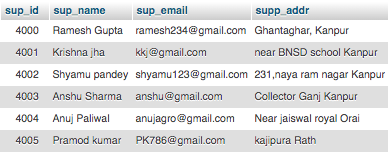 sup_id sup_name sup_email supp_addr
4000 Ramesh Gupta ramesh234@gmail.com Ghantaghar, Kanpur
4001 Krishna jha kkj@gmail.com near BNSD school Kanpur
4002 Shyamu pandey shyamu123@gmail.com 231,naya ram nagar Kanpur
4003 Anshu Sharma anshu@gmail.com Collector Ganj Kanpur
4004 Anuj Paliwal anujagro@gmail.com Near jaiswal royal Orai
4005 Pramod kumar PK786@gmail.com kajipura Rath